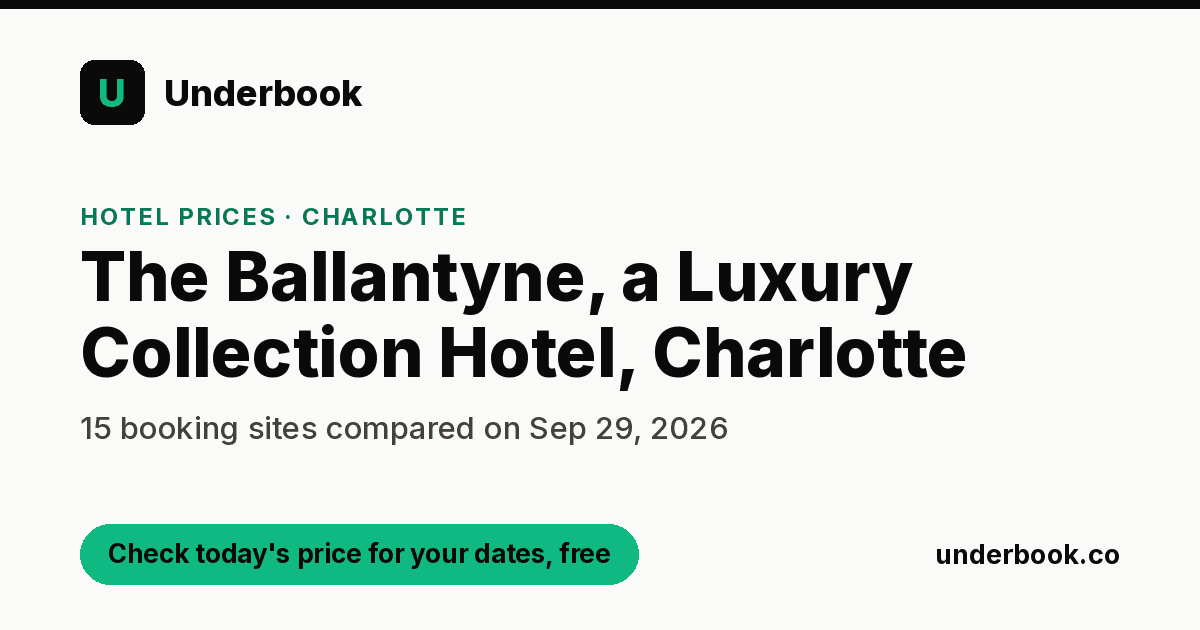 U Underbook
HOTEL PRICES · CHARLOTTE
The Ballantyne, a Luxury
Collection Hotel, Charlotte
15 booking sites compared on Sep 29, 2026
Check today's price for your dates, free
underbook.co